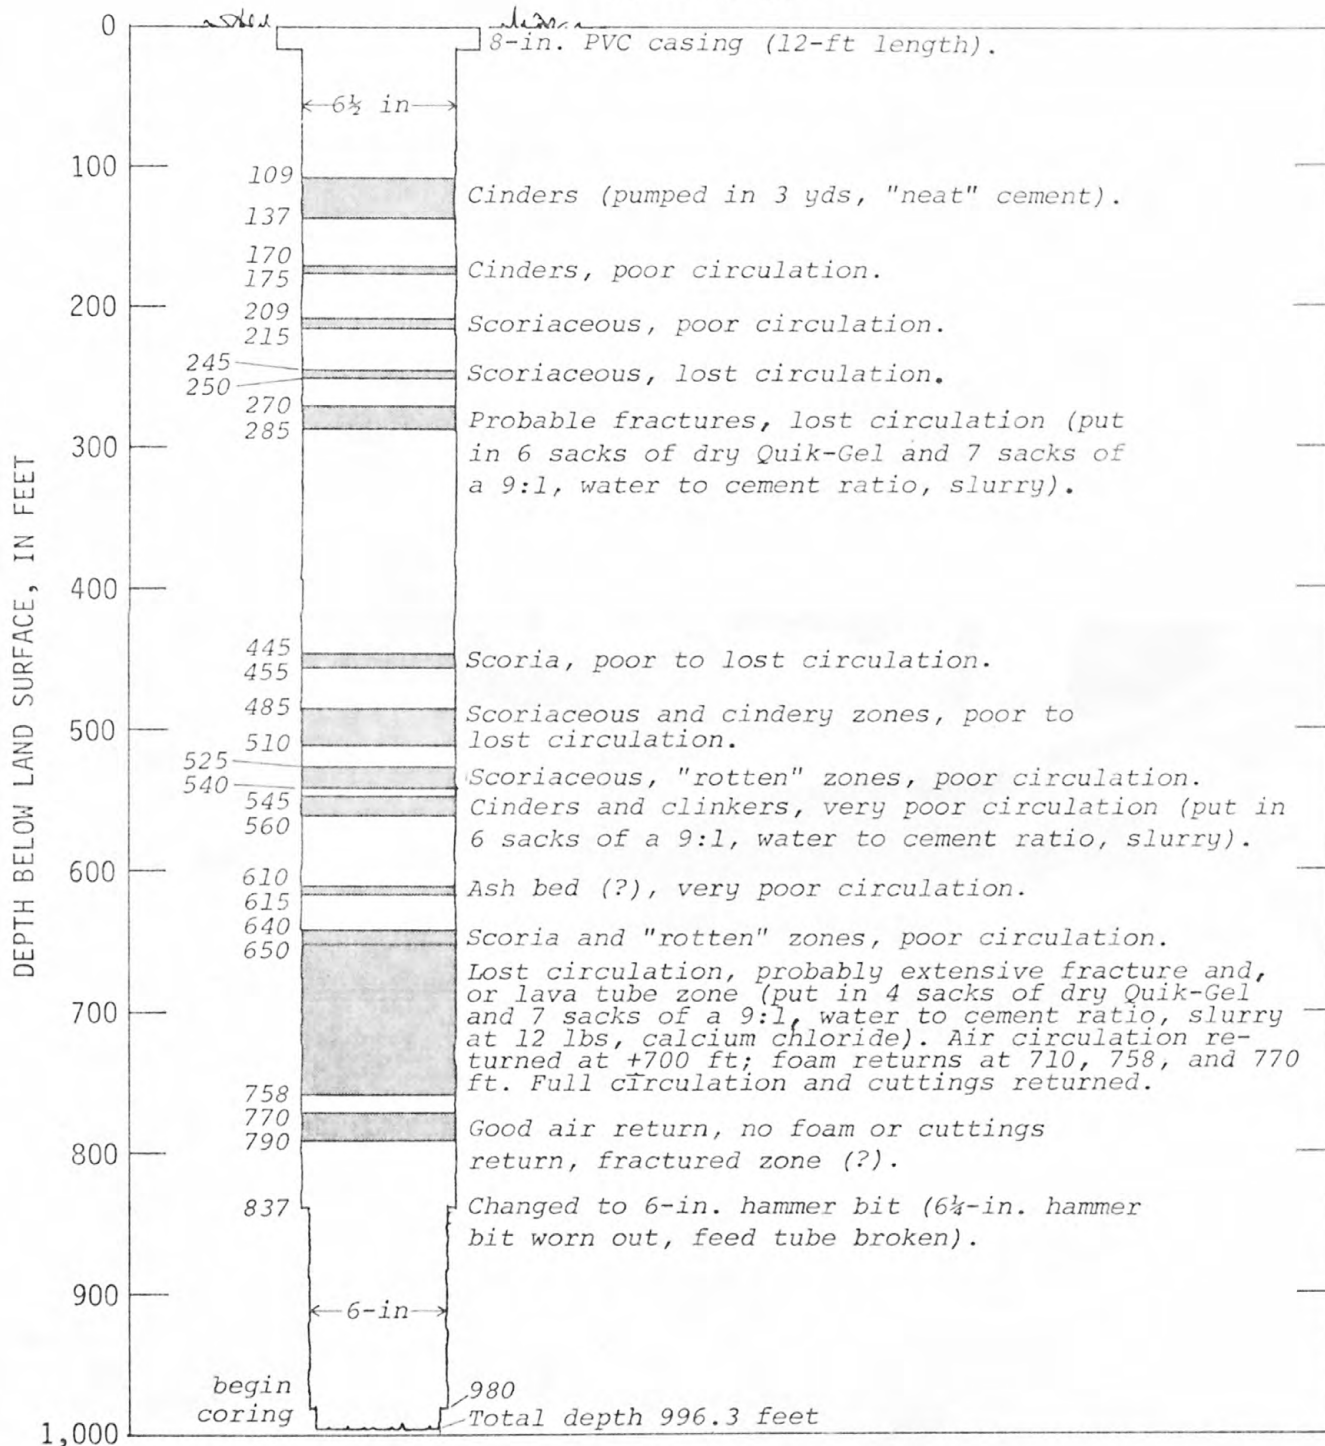 0
8-in. PVC casing (12-ft length).
6½ in
100
109
137
Cinders (pumped in 3 yds, "neat" cement).
170
175
Cinders, poor circulation.
200
209
215
Scoriaceous, poor circulation.
245
250
Scoriaceous, lost circulation.
270
285
Probable fractures, lost circulation (put
in 6 sacks of dry Quik-Gel and 7 sacks of
a 9:1, water to cement ratio, slurry).
300
DEPTH BELOW LAND SURFACE, IN FEET
400
445
455
Scoria, poor to lost circulation.
485
510
Scoriaceous and cindery zones, poor to
lost circulation.
500
525
540
Scoriaceous, "rotten" zones, poor circulation.
545
560
Cinders and clinkers, very poor circulation (put in
6 sacks of a 9:1, water to cement ratio, slurry).
600
610
615
Ash bed (?), very poor circulation.
640
650
Scoria and "rotten" zones, poor circulation.
Lost circulation, probably extensive fracture and,
or lava tube zone (put in 4 sacks of dry Quik-Gel
and 7 sacks of a 9:1, water to cement ratio, slurry
at 12 lbs, calcium chloride). Air circulation re-
turned at ±700 ft; foam returns at 710, 758, and 770
ft. Full circulation and cuttings returned.
700
758
770
790
Good air return, no foam or cuttings
return, fractured zone (?).
800
837
Changed to 6-in. hammer bit (6¼-in. hammer
bit worn out, feed tube broken).
900
6-in
begin
coring
980
Total depth 996.3 feet
1,000